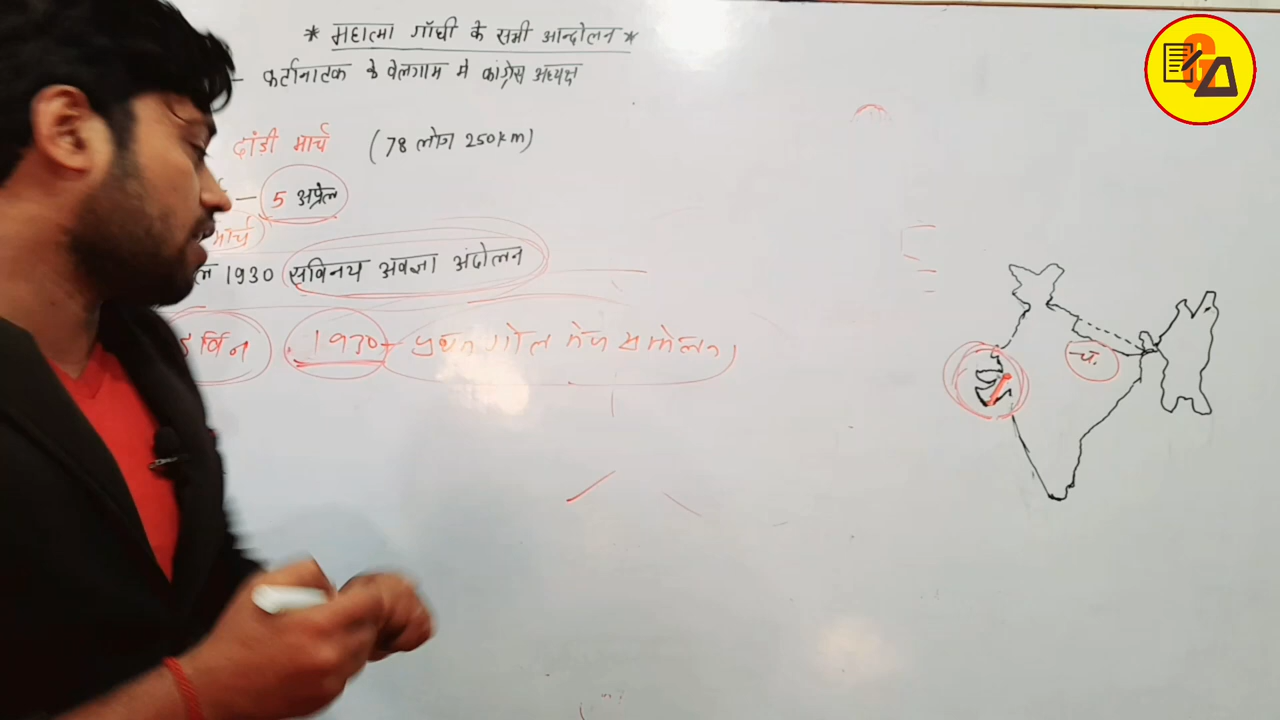 * महात्मा गाँधी के सभी आन्दोलन *
– कर्टानाटक के वेलगाम मे कांग्रेस अध्यक्ष
दांड़ी मार्च (78 लोग 250km)
— 5 अप्रेल
मार्च
ल 1930 सविनय अवज्ञा अंदोलन
र्विन 1930 – प्रथम गोल मेज सम्मेलन
च.
G